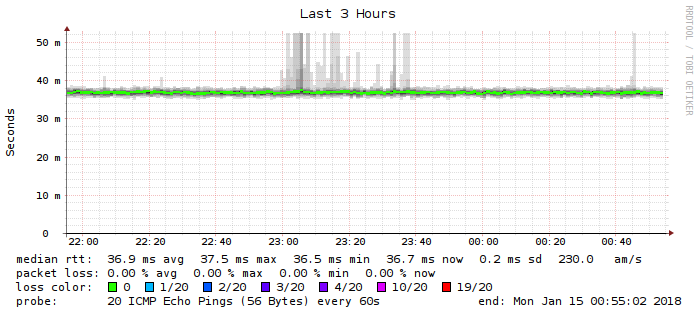 Last 3 Hours
RRDTOOL / TOBI OETIKER
Seconds
50 m
40 m
30 m
20 m
10 m
0
22:00 22:20 22:40 23:00 23:20 23:40 00:00 00:20 00:40
median rtt: 36.9 ms avg 37.5 ms max 36.5 ms min 36.7 ms now 0.2 ms sd 230.0 am/s
packet loss: 0.00 % avg 0.00 % max 0.00 % min 0.00 % now
loss color: 0 1/20 2/20 3/20 4/20 10/20 19/20
probe: 20 ICMP Echo Pings (56 Bytes) every 60s end: Mon Jan 15 00:55:02 2018